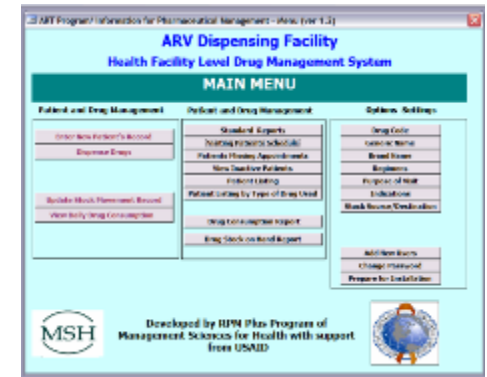 ART Program/Information for Pharmaceutical Management - Menu (ver 1.2)
ARV Dispensing Facility
Health Facility Level Drug Management System
MAIN MENU
Patient and Drug Management
Enter New Patient's Record
Dispense Drugs
Update Stock Movement Record
View Daily Drug Consumption
Patient and Drug Management
Standard Reports
Visiting Patients Schedule
Patients Missing Appointments
View Inactive Patients
Patient Listing
Patient Listing by Type of Drug Used
Drug Consumption Report
Drug Stock on Hand Report
Options Settings
Drug Code
Generic Name
Brand Name
Regimens
Purpose of Visit
Indications
Stock Source/Destination
Add New Users
Change Password
Prepare for Installation
MSH
Developed by RPM Plus Program of
Management Sciences for Health with support
from USAID